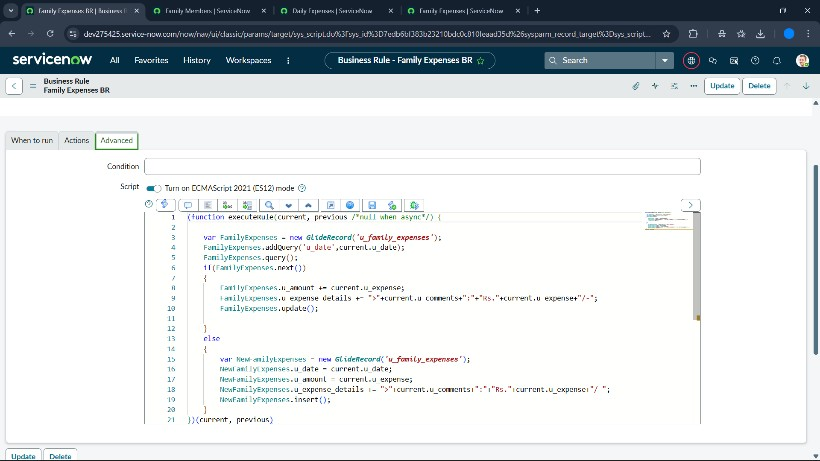 Family Expenses BR | Business R
Family Members | ServiceNow
Daily Expenses | ServiceNow
Family Expenses | ServiceNow
dev275425.service-now.com/now/nav/ui/classic/params/target/sys_script.do%3Fsys_id%3D7edb6bf383b23210bdc0c810feaad35d%26sysparm_record_target%3Dsys_script...
servicenow
All
Favorites
History
Workspaces
Business Rule - Family Expenses BR
Search
Business Rule
Family Expenses BR
Update
Delete
When to run
Actions
Advanced
Condition
Script
Turn on ECMAScript 2021 (ES12) mode
1 (function executeRule(current, previous /*null when async*/) {
2
3 var FamilyExpenses = new GlideRecord('u_family_expenses');
4 FamilyExpenses.addQuery('u_date',current.u_date);
5 FamilyExpenses.query();
6 if(FamilyExpenses.next())
7 {
8 FamilyExpenses.u_amount += current.u_expense;
9 FamilyExpenses.u_expense_details += ">"+current.u_comments+":"+"Rs."+current.u_expense+"/-";
10 FamilyExpenses.update();
11
12 }
13 else
14 {
15 var NewFamilyExpenses = new GlideRecord('u_family_expenses');
16 NewFamilyExpenses.u_date = current.u_date;
17 NewFamilyExpenses.u_amount = current.u_expense;
18 NewFamilyExpenses.u_expense_details += ">"+current.u_comments+":"+"Rs."+current.u_expense+"/-";
19 NewFamilyExpenses.insert();
20 }
21 })(current, previous)
Update
Delete